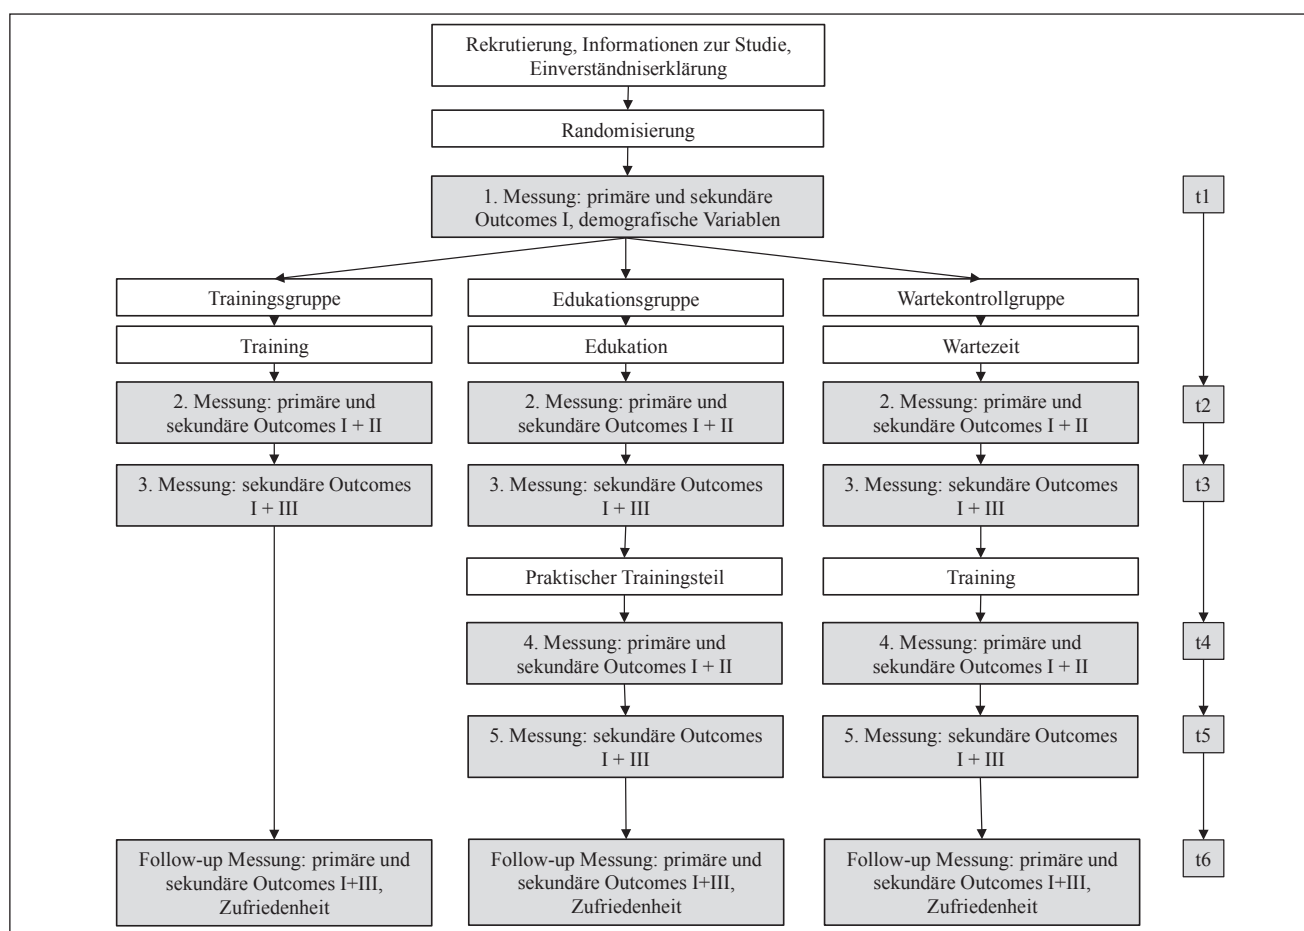 Rekrutierung, Informationen zur Studie,
Einverständniserklärung
Randomisierung
1. Messung: primäre und sekundäre
Outcomes I, demografische Variablen
t1
Trainingsgruppe
Edukationsgruppe
Wartekontrollgruppe
Training
Edukation
Wartezeit
2. Messung: primäre und
sekundäre Outcomes I + II
2. Messung: primäre und
sekundäre Outcomes I + II
2. Messung: primäre und
sekundäre Outcomes I + II
t2
3. Messung: sekundäre Outcomes
I + III
3. Messung: sekundäre Outcomes
I + III
3. Messung: sekundäre Outcomes
I + III
t3
Praktischer Trainingsteil
Training
4. Messung: primäre und
sekundäre Outcomes I + II
4. Messung: primäre und
sekundäre Outcomes I + II
t4
5. Messung: sekundäre Outcomes
I + III
5. Messung: sekundäre Outcomes
I + III
t5
Follow-up Messung: primäre und
sekundäre Outcomes I+III,
Zufriedenheit
Follow-up Messung: primäre und
sekundäre Outcomes I+III,
Zufriedenheit
Follow-up Messung: primäre und
sekundäre Outcomes I+III,
Zufriedenheit
t6